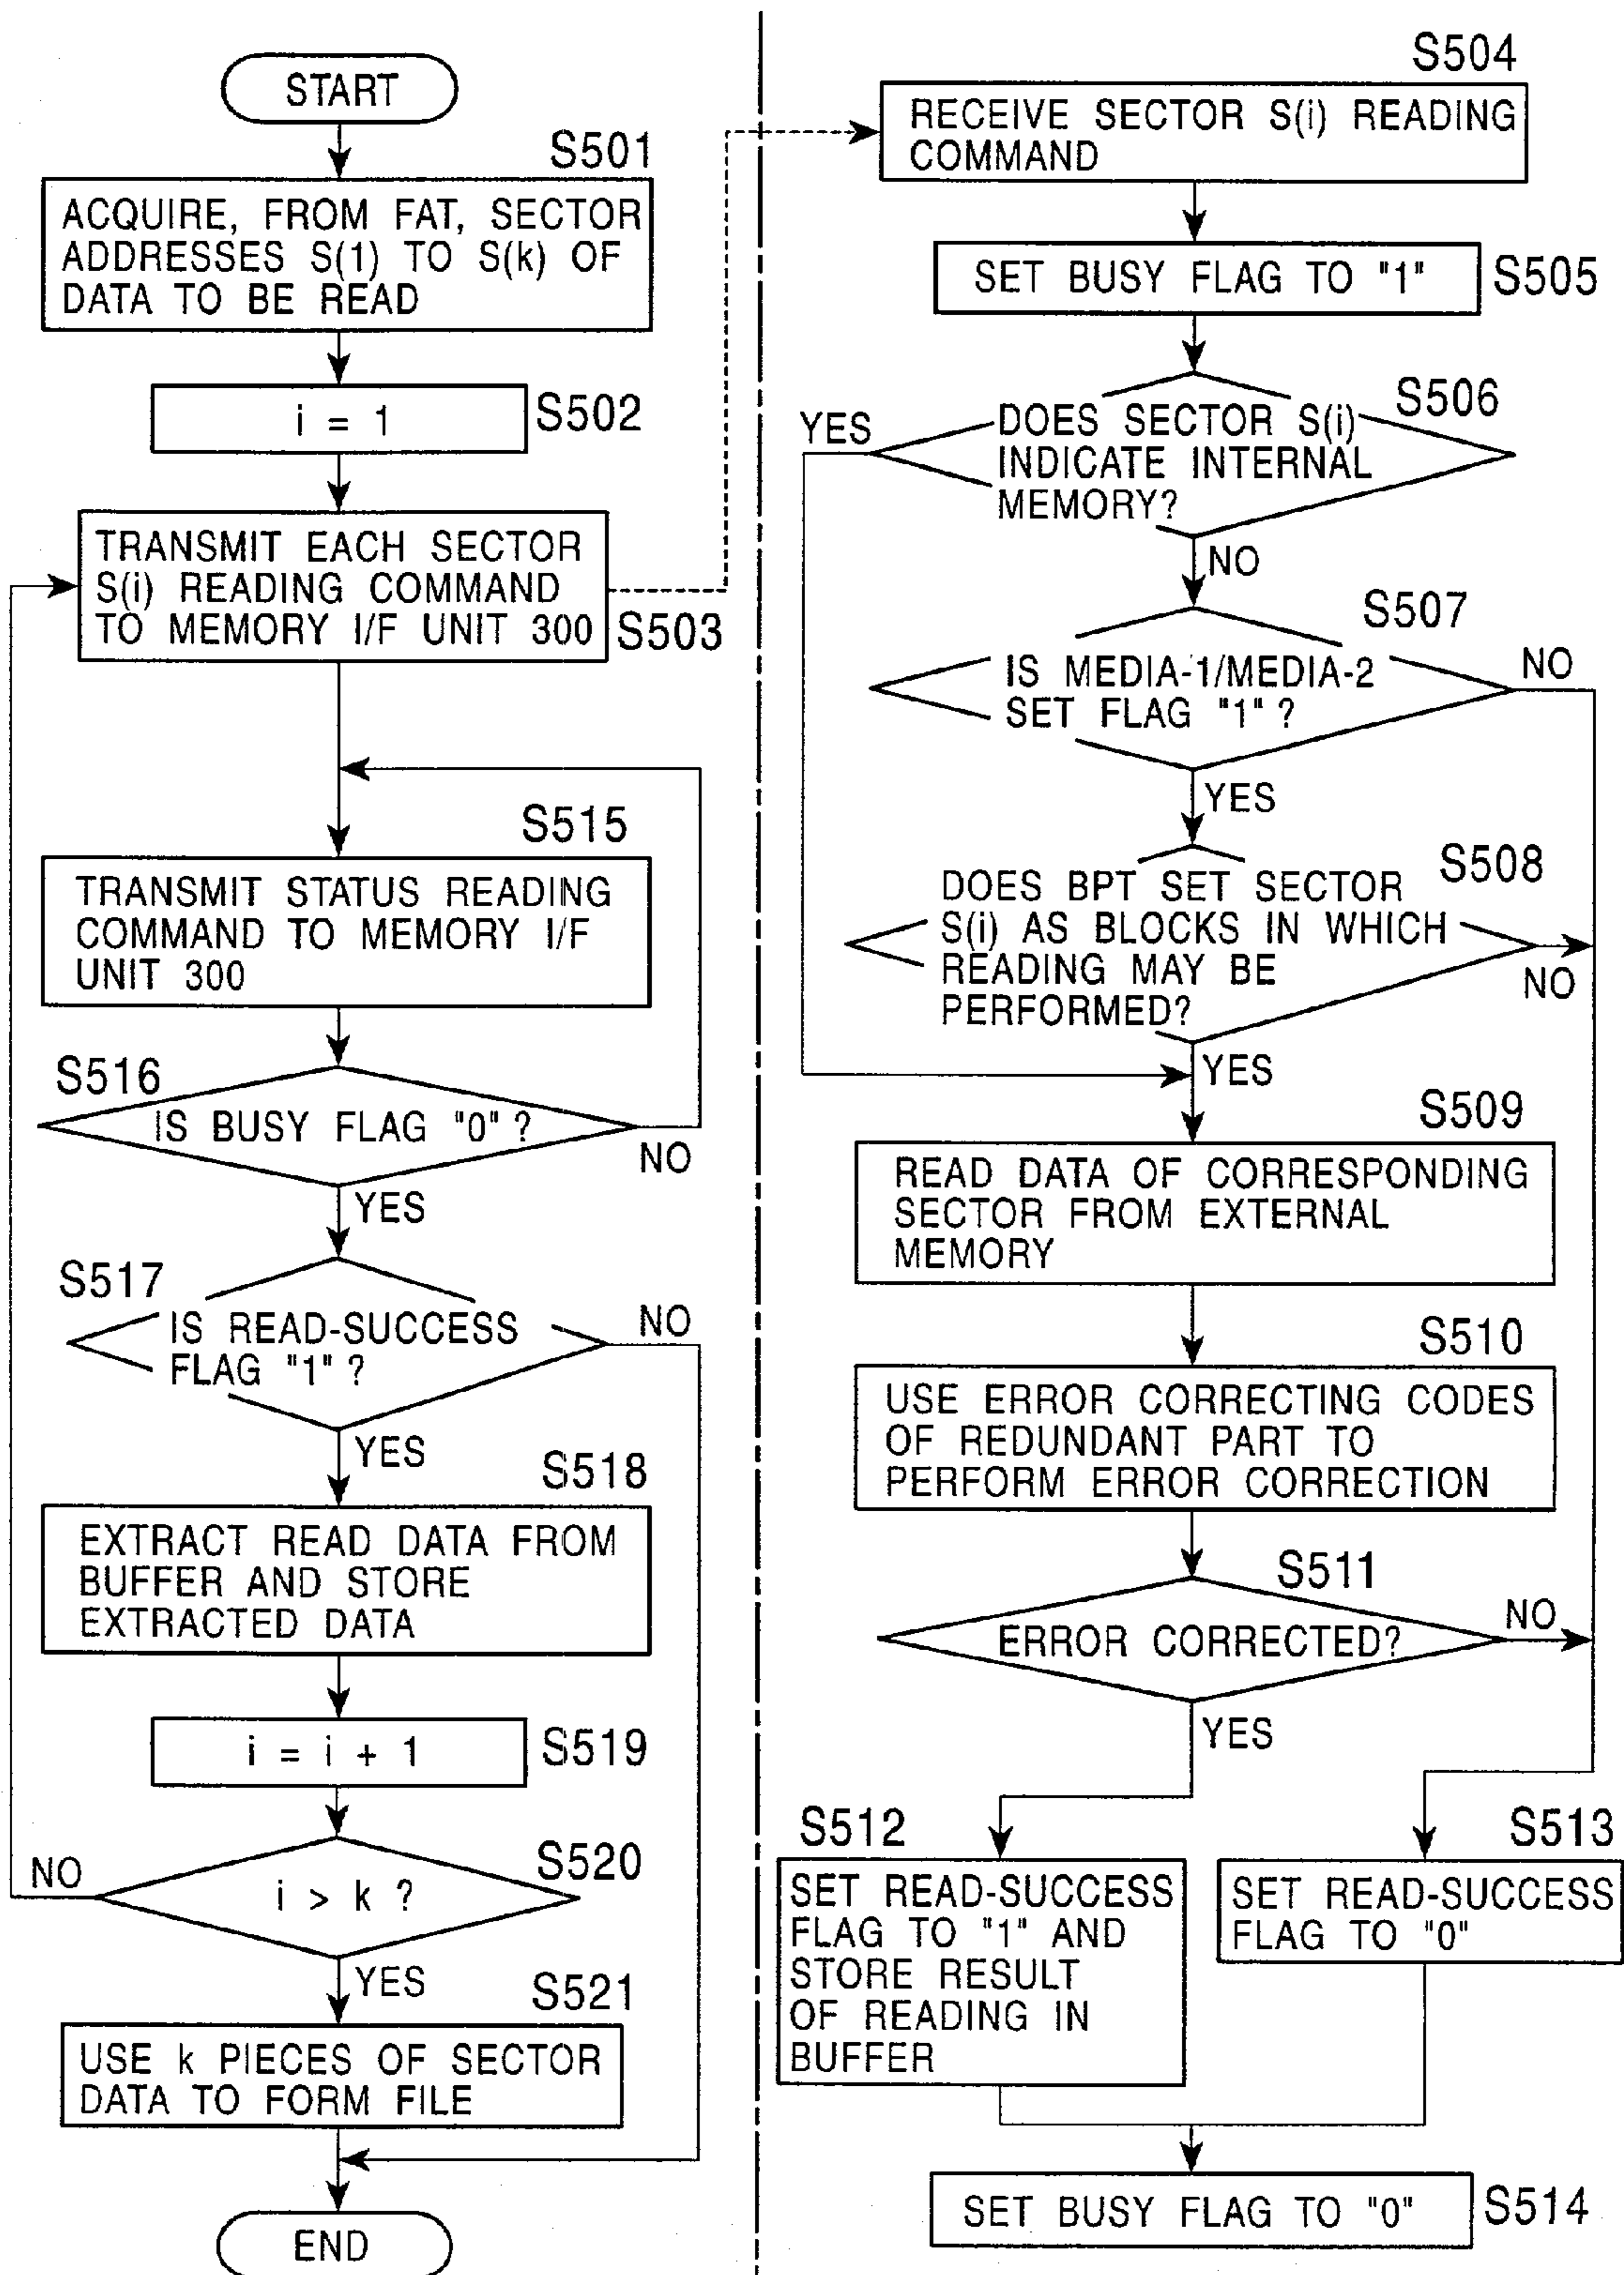 START
S501
ACQUIRE, FROM FAT, SECTOR
ADDRESSES S(1) TO S(k) OF
DATA TO BE READ
i = 1
S502
TRANSMIT EACH SECTOR
S(i) READING COMMAND
TO MEMORY I/F UNIT 300
S503
S515
TRANSMIT STATUS READING
COMMAND TO MEMORY I/F
UNIT 300
S516
IS BUSY FLAG "0" ?
NO
YES
S517
IS READ-SUCCESS
FLAG "1" ?
NO
YES
S518
EXTRACT READ DATA FROM
BUFFER AND STORE
EXTRACTED DATA
i = i + 1
S519
S520
NO
i > k ?
YES
S521
USE k PIECES OF SECTOR
DATA TO FORM FILE
END
S504
RECEIVE SECTOR S(i) READING
COMMAND
SET BUSY FLAG TO "1"
S505
S506
YES
DOES SECTOR S(i)
INDICATE INTERNAL
MEMORY?
NO
S507
IS MEDIA-1/MEDIA-2
SET FLAG "1" ?
NO
YES
S508
DOES BPT SET SECTOR
S(i) AS BLOCKS IN WHICH
READING MAY BE
PERFORMED?
NO
YES
S509
READ DATA OF CORRESPONDING
SECTOR FROM EXTERNAL
MEMORY
S510
USE ERROR CORRECTING CODES
OF REDUNDANT PART TO
PERFORM ERROR CORRECTION
S511
ERROR CORRECTED?
NO
YES
S512
SET READ-SUCCESS
FLAG TO "1" AND
STORE RESULT
OF READING IN
BUFFER
S513
SET READ-SUCCESS
FLAG TO "0"
SET BUSY FLAG TO "0"
S514